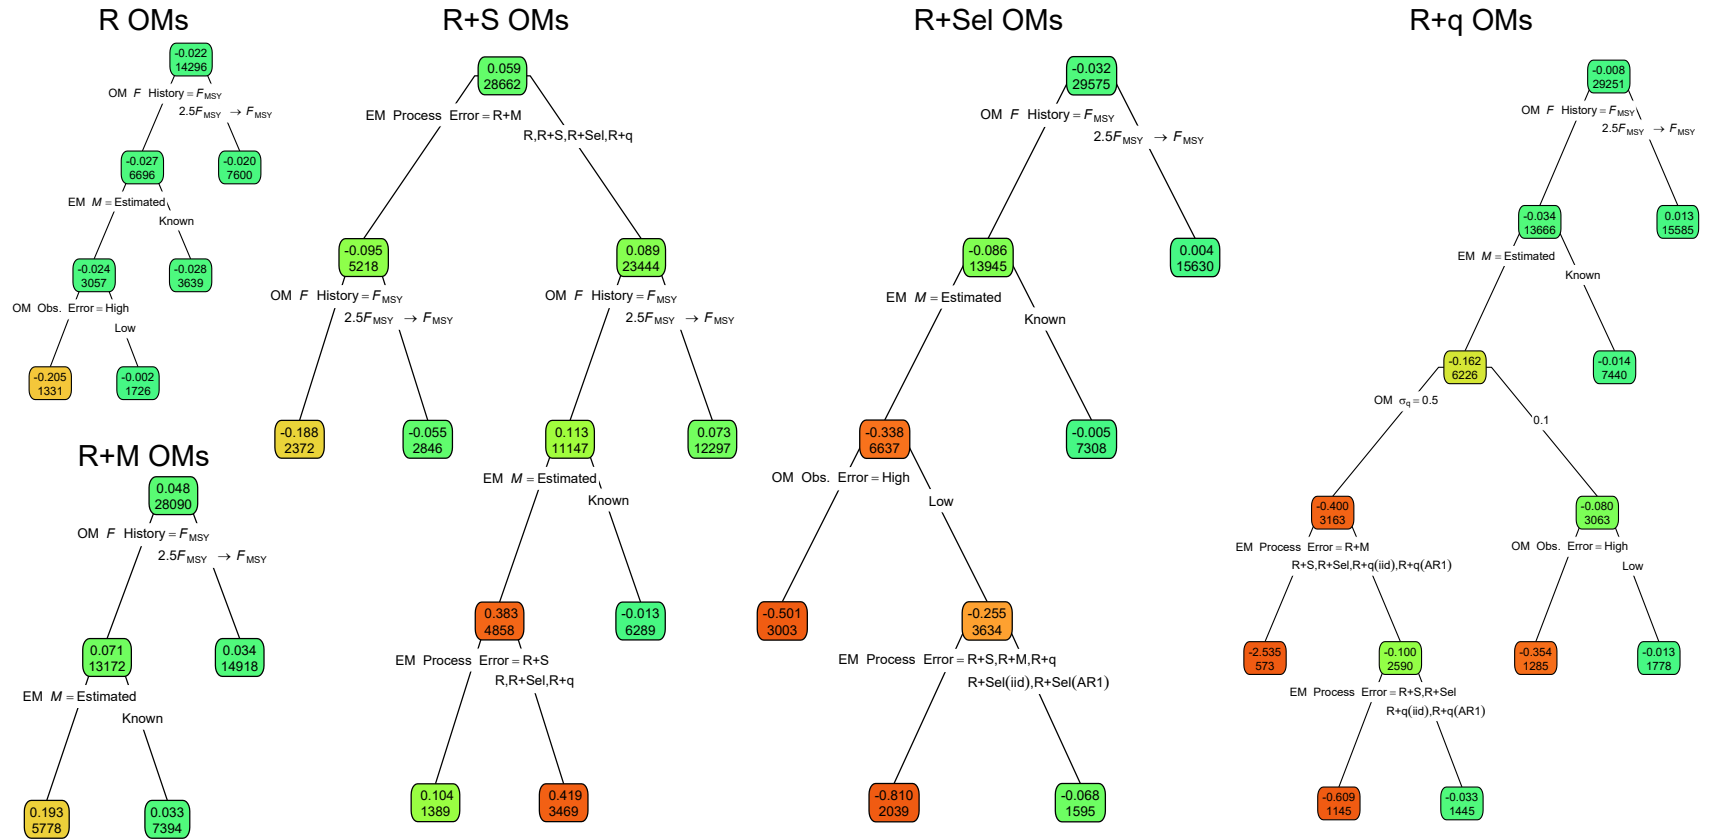 R OMs
-0.022
14296
OM F History = FMSY
2.5FMSY → FMSY
-0.027
6696
-0.020
7600
EM M = Estimated
Known
-0.024
3057
-0.028
3639
OM Obs. Error = High
Low
-0.205
1331
-0.002
1726
R+M OMs
0.048
28090
OM F History = FMSY
2.5FMSY → FMSY
0.071
13172
0.034
14918
EM M = Estimated
Known
0.193
5778
0.033
7394
R+S OMs
0.059
28662
EM Process Error = R+M
R,R+S,R+Sel,R+q
-0.095
5218
0.089
23444
OM F History = FMSY
2.5FMSY → FMSY
OM F History = FMSY
2.5FMSY → FMSY
-0.188
2372
-0.055
2846
0.113
11147
0.073
12297
EM M = Estimated
Known
0.383
4858
-0.013
6289
EM Process Error = R+S
R,R+Sel,R+q
0.104
1389
0.419
3469
R+Sel OMs
-0.032
29575
OM F History = FMSY
2.5FMSY → FMSY
-0.086
13945
0.004
15630
EM M = Estimated
Known
-0.338
6637
-0.005
7308
OM Obs. Error = High
Low
-0.501
3003
-0.255
3634
EM Process Error = R+S,R+M,R+q
R+Sel(iid),R+Sel(AR1)
-0.810
2039
-0.068
1595
R+q OMs
-0.008
29251
OM F History = FMSY
2.5FMSY → FMSY
-0.034
13666
0.013
15585
EM M = Estimated
Known
-0.162
6226
-0.014
7440
OM σq = 0.5
0.1
-0.400
3163
-0.080
3063
EM Process Error = R+M
R+S,R+Sel,R+q(iid),R+q(AR1)
OM Obs. Error = High
Low
-2.535
573
-0.100
2590
-0.354
1285
-0.013
1778
EM Process Error = R+S,R+Sel
R+q(iid),R+q(AR1)
-0.609
1145
-0.033
1445